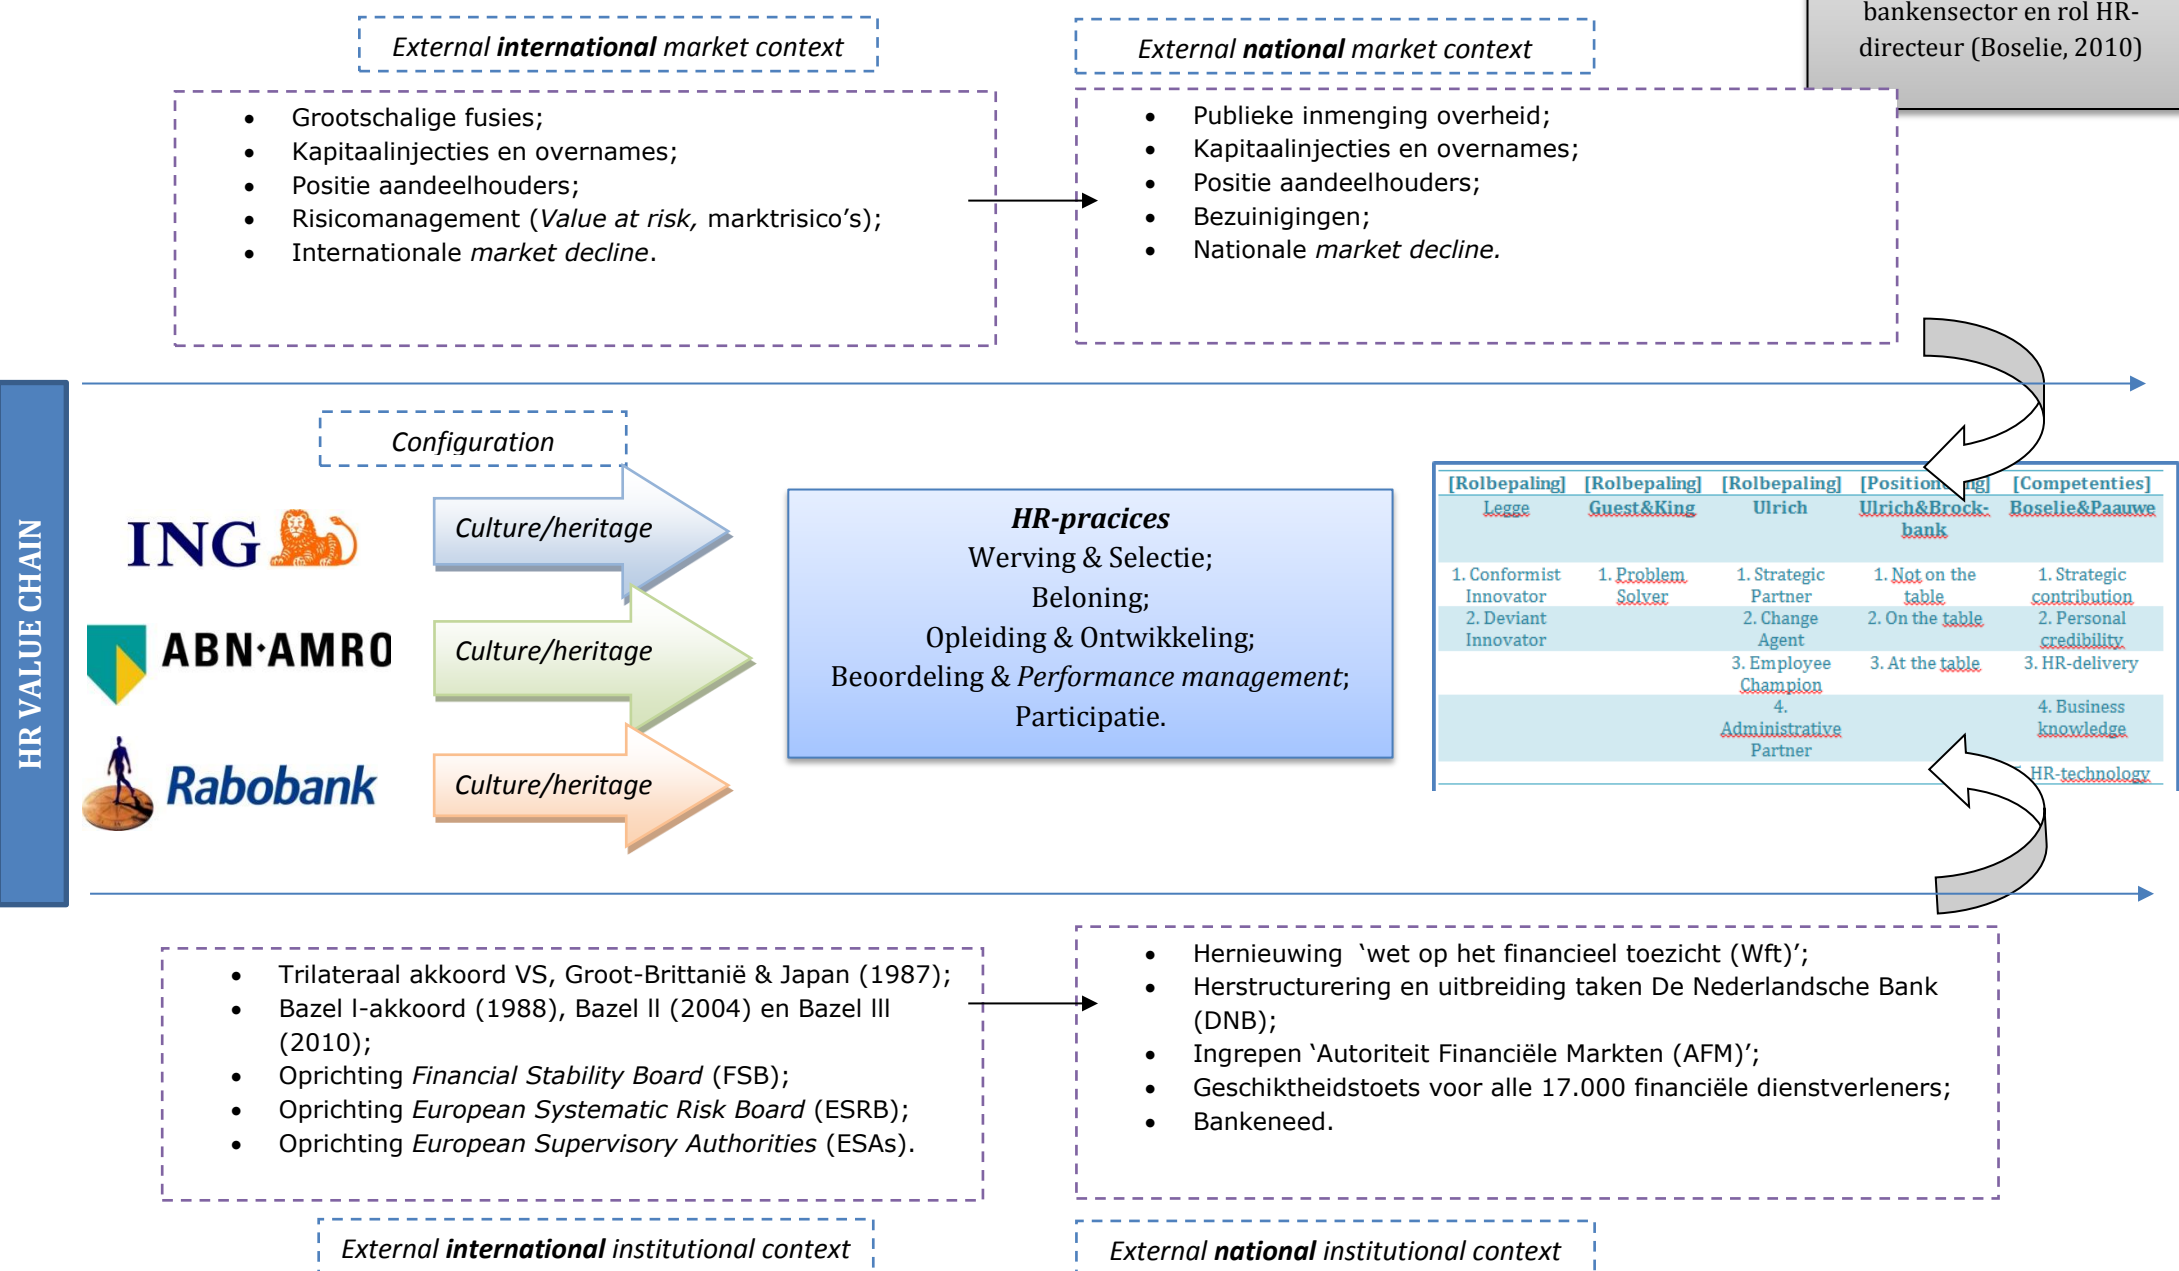 bankensector en rol HR-
directeur (Boselie, 2010)
External international market context
External national market context
• Grootschalige fusies;
• Kapitaalinjecties en overnames;
• Positie aandeelhouders;
• Risicomanagement (Value at risk, marktrisico's);
• Internationale market decline.
• Publieke inmenging overheid;
• Kapitaalinjecties en overnames;
• Positie aandeelhouders;
• Bezuinigingen;
• Nationale market decline.
HR VALUE CHAIN
Configuration
ING
Culture/heritage
ABN·AMRO
Culture/heritage
Rabobank
Culture/heritage
HR-pracices
Werving & Selectie;
Beloning;
Opleiding & Ontwikkeling;
Beoordeling & Performance management;
Participatie.
[Rolbepaling] [Rolbepaling] [Rolbepaling] [Position ng] [Competenties]
Legge Guest&King Ulrich Ulrich&Brock- Boselie&Paauwe
bank
1. Conformist 1. Problem 1. Strategic 1. Not on the 1. Strategic
Innovator Solver Partner table contribution
2. Deviant 2. Change 2. On the table 2. Personal
Innovator Agent credibility
3. Employee 3. At the table 3. HR-delivery
Champion
4. 4. Business
Administrative knowledge
Partner
HR-technology
• Trilateraal akkoord VS, Groot-Brittanië & Japan (1987);
• Bazel l-akkoord (1988), Bazel ll (2004) en Bazel lll
(2010);
• Oprichting Financial Stability Board (FSB);
• Oprichting European Systematic Risk Board (ESRB);
• Oprichting European Supervisory Authorities (ESAs).
• Hernieuwing ‘wet op het financieel toezicht (Wft)’;
• Herstructurering en uitbreiding taken De Nederlandsche Bank
(DNB);
• Ingrepen ‘Autoriteit Financiële Markten (AFM)’;
• Geschiktheidstoets voor alle 17.000 financiële dienstverleners;
• Bankeneed.
External international institutional context
External national institutional context